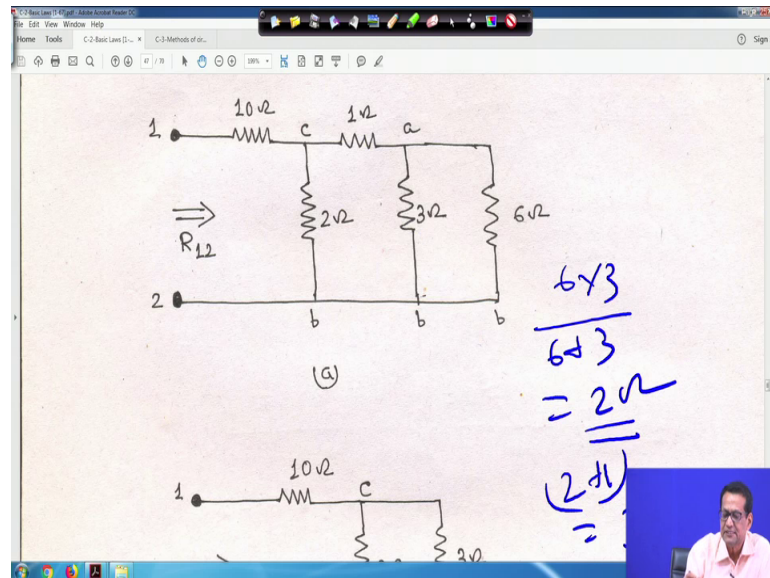 C-2-Basic Laws [1-67].pdf - Adobe Acrobat Reader DC
File Edit View Window Help
Home Tools C-2-Basic Laws [1-... × C-3-Methods of cir... Sign
47 / 70 199%
10Ω c 1Ω a
1
2Ω 3Ω 6Ω
R12
2
b b b
(a)
6×3
6+3
= 2Ω
(2+1)
=
10Ω c
1
3Ω